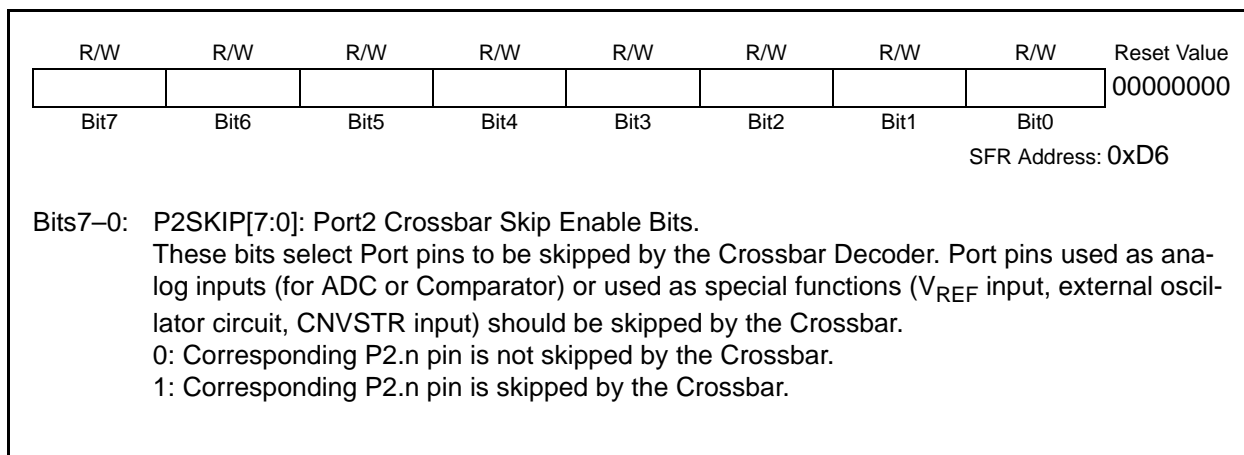 R/W R/W R/W R/W R/W R/W R/W R/W Reset Value
00000000
Bit7 Bit6 Bit5 Bit4 Bit3 Bit2 Bit1 Bit0
SFR Address: 0xD6
Bits7–0: P2SKIP[7:0]: Port2 Crossbar Skip Enable Bits.
These bits select Port pins to be skipped by the Crossbar Decoder. Port pins used as ana-
log inputs (for ADC or Comparator) or used as special functions (VREF input, external oscil-
lator circuit, CNVSTR input) should be skipped by the Crossbar.
0: Corresponding P2.n pin is not skipped by the Crossbar.
1: Corresponding P2.n pin is skipped by the Crossbar.